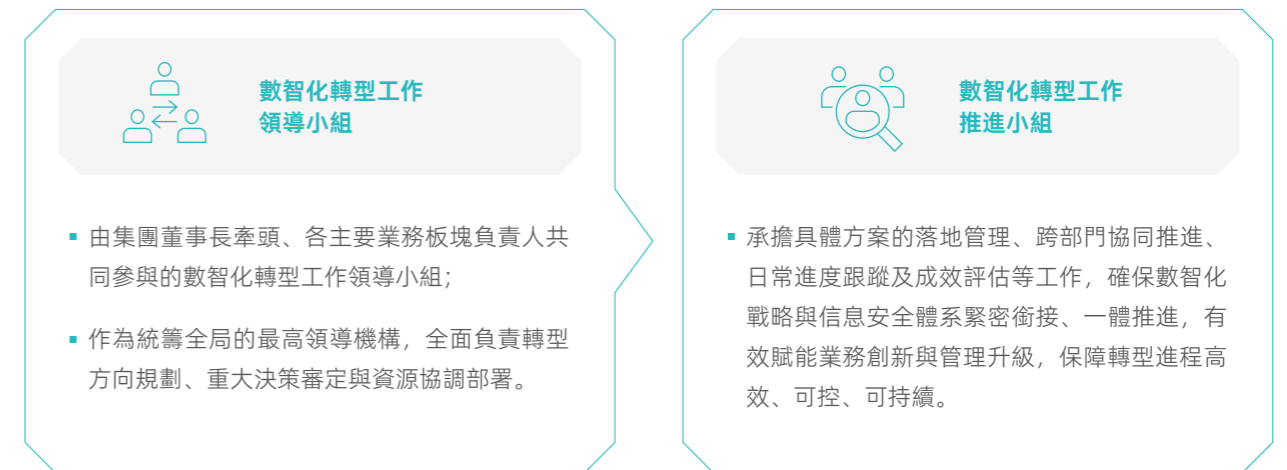 數智化轉型工作
領導小組
▪ 由集團董事長牽頭、各主要業務板塊負責人共
同參與的數智化轉型工作領導小組；
▪ 作為統籌全局的最高領導機構，全面負責轉型
方向規劃、重大決策審定與資源協調部署。
數智化轉型工作
推進小組
▪ 承擔具體方案的落地管理、跨部門協同推進、
日常進度跟蹤及成效評估等工作，確保數智化
戰略與信息安全體系緊密銜接、一體推進，有
效賦能業務創新與管理升級，保障轉型進程高
效、可控、可持續。